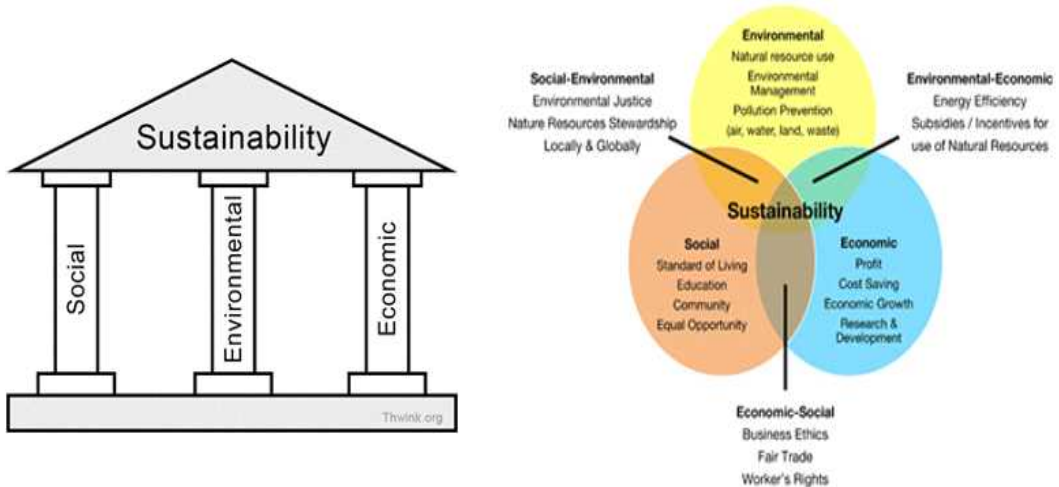 Sustainability
Social
Environmental
Economic
Thwink.org
Environmental
Natural resource use
Environmental
Management
Pollution Prevention
(air, water, land, waste)
Social-Environmental
Environmental Justice
Nature Resources Stewardship
Locally & Globally
Environmental-Economic
Energy Efficiency
Subsidies / Incentives for
use of Natural Resources
Sustainability
Social
Standard of Living
Education
Community
Equal Opportunity
Economic
Profit
Cost Saving
Economic Growth
Research &
Development
Economic-Social
Business Ethics
Fair Trade
Worker's Rights